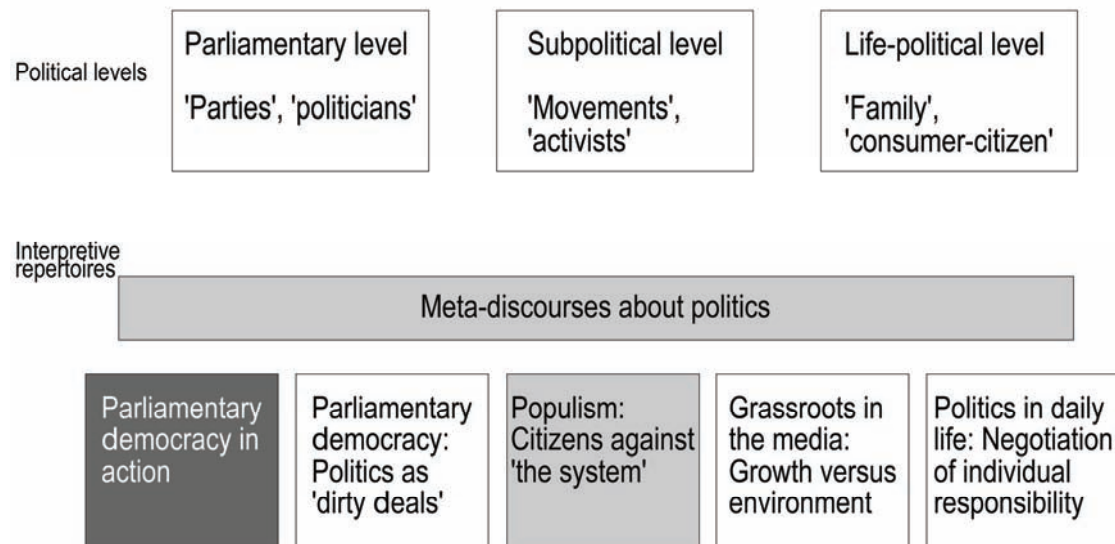 Political levels
Parliamentary level
'Parties', 'politicians'
Subpolitical level
'Movements',
'activists'
Life-political level
'Family',
'consumer-citizen'
Interpretive
repertoires
Meta-discourses about politics
Parliamentary
democracy in
action
Parliamentary
democracy:
Politics as
'dirty deals'
Populism:
Citizens against
'the system'
Grassroots in
the media:
Growth versus
environment
Politics in daily
life: Negotiation
of individual
responsibility